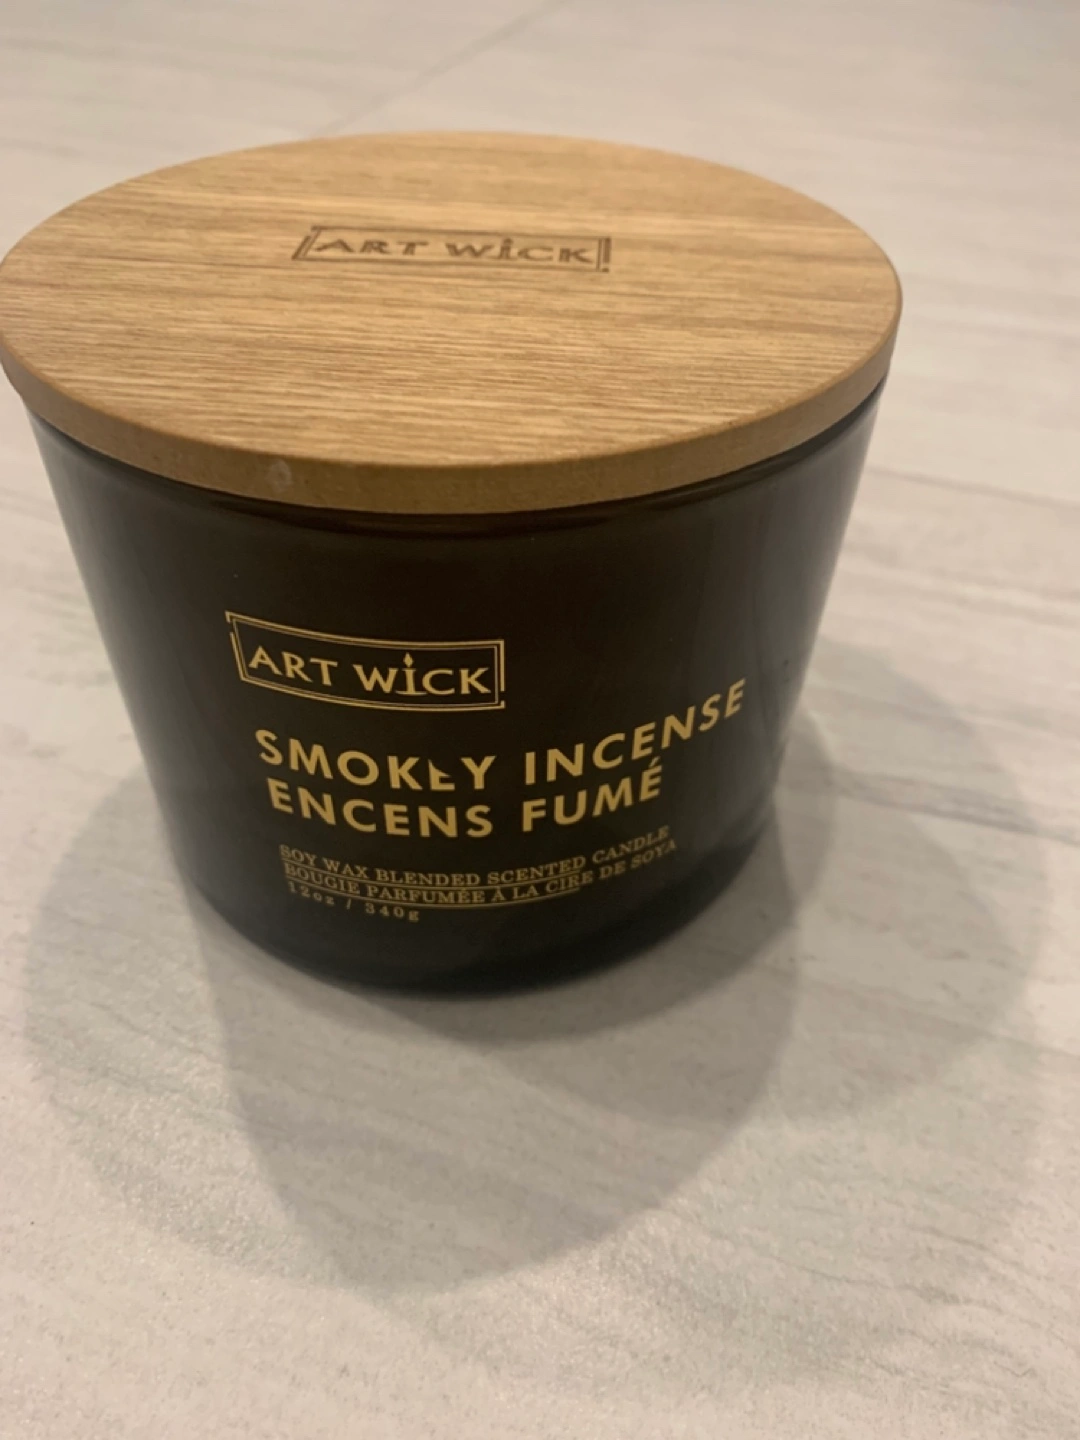 ART WICK
ART WICK
SMOKEY INCENSE
ENCENS FUMÉ
SOY WAX BLENDED SCENTED CANDLE
BOUGIE PARFUMÉE À LA CIRE DE SOYA
12oz / 340g